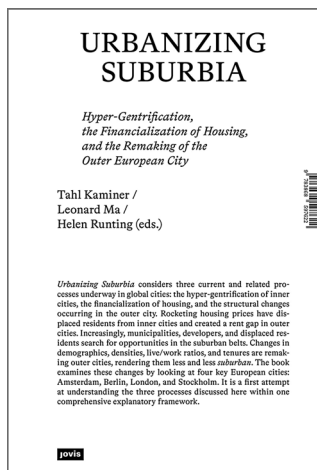 URBANIZING
SUBURBIA
Hyper-Gentrification,
the Financialization of Housing,
and the Remaking of the
Outer European City
Tahl Kaminer /
Leonard Ma /
Helen Runting (eds.)
Urbanizing Suburbia considers three current and related pro-
cesses underway in global cities: the hyper-gentrification of inner
cities, the financialization of housing, and the structural changes
occurring in the outer city. Rocketing housing prices have dis-
placed residents from inner cities and created a rent gap in outer
cities. Increasingly, municipalities, developers, and displaced res-
idents search for opportunities in the suburban belts. Changes in
demographics, densities, live/work ratios, and tenures are remak-
ing outer cities, rendering them less and less suburban. The book
examines these changes by looking at four key European cities:
Amsterdam, Berlin, London, and Stockholm. It is a first attempt
at understanding the three processes discussed here within one
comprehensive explanatory framework.
jovis